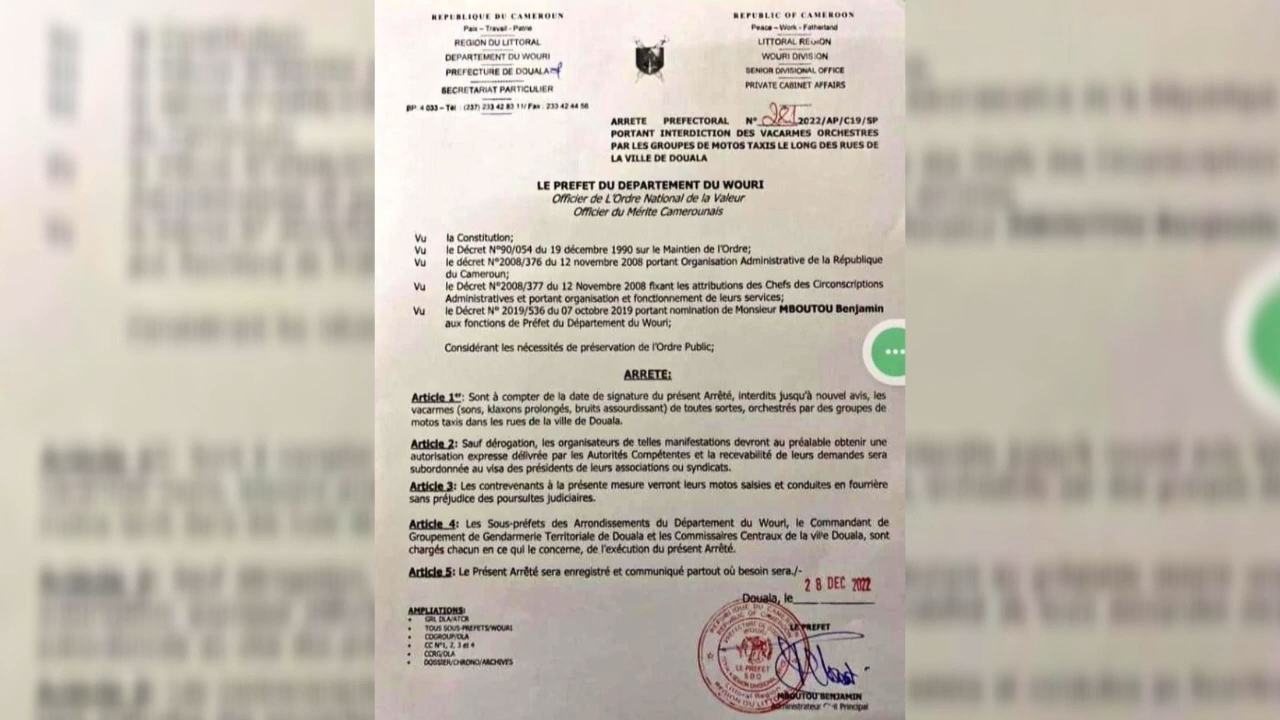 REPUBLIQUE DU CAMEROUN
Paix – Travail - Patrie
REGION DU LITTORAL
DEPARTEMENT DU WOURI
PREFECTURE DE DOUALA
SECRETARIAT PARTICULIER
BP: 4 033 – Tél : (237) 233 42 83 11/ Fax : 233 42 44 56
REPUBLIC OF CAMEROON
Peace – Work - Fatherland
LITTORAL REGION
WOURI DIVISION
SENIOR DIVISIONAL OFFICE
PRIVATE CABINET AFFAIRS
ARRETE PREFECTORAL N° 281 2022/AP/C19/SP
PORTANT INTERDICTION DES VACARMES ORCHESTRES
PAR LES GROUPES DE MOTOS TAXIS LE LONG DES RUES DE
LA VILLE DE DOUALA
LE PREFET DU DEPARTEMENT DU WOURI
Officier de L'Ordre National de la Valeur
Officier du Mérite Camerounais
Vu la Constitution;
Vu le Décret N°90/054 du 19 décembre 1990 sur le Maintien de l'Ordre;
Vu le décret N°2008/376 du 12 novembre 2008 portant Organisation Administrative de la République
du Cameroun;
Vu le Décret N°2008/377 du 12 Novembre 2008 fixant les attributions des Chefs des Circonscriptions
Administratives et portant organisation et fonctionnement de leurs services;
Vu le Décret N° 2019/536 du 07 octobre 2019 portant nomination de Monsieur MBOUTOU Benjamin
aux fonctions de Préfet du Département du Wouri;
Considérant les nécessités de préservation de l'Ordre Public;
ARRETE:
Article 1er: Sont à compter de la date de signature du présent Arrêté, interdits jusqu'à nouvel avis, les
vacarmes (sons, klaxons prolongés, bruits assourdissant) de toutes sortes, orchestrés par des groupes de
motos taxis dans les rues de la ville de Douala.
Article 2: Sauf dérogation, les organisateurs de telles manifestations devront au préalable obtenir une
autorisation expresse délivrée par les Autorités Compétentes et la recevabilité de leurs demandes sera
subordonnée au visa des présidents de leurs associations ou syndicats.
Article 3: Les contrevenants à la présente mesure verront leurs motos saisies et conduites en fourrière
sans préjudice des poursuites judiciaires.
Article 4: Les Sous-préfets des Arrondissements du Département du Wouri, le Commandant de
Groupement de Gendarmerie Territoriale de Douala et les Commissaires Centraux de la ville Douala, sont
chargés chacun en ce qui le concerne, de l'exécution du présent Arrêté.
Article 5: Le Présent Arrêté sera enregistré et communiqué partout où besoin sera./-
28 DEC 2022
Douala, le
AMPLIATIONS:
• GRL DLA/ATCR
• TOUS SOUS-PREFETS/WOURI
• COGROUP/DLA
• CC N°1, 2, 3 et 4
• CORG/DLA
• DOSSIER/CHRONO/ARCHIVES
LE PREFET
LE PREFET
SDO
MBOUTOU BENJAMIN
Administrateur Principal